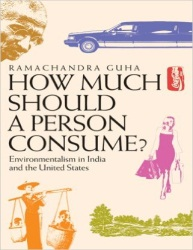 RAMACHANDRA GUHA
HOW MUCH
SHOULD
A PERSON
CONSUME?
Environmentalism in India
and the United States